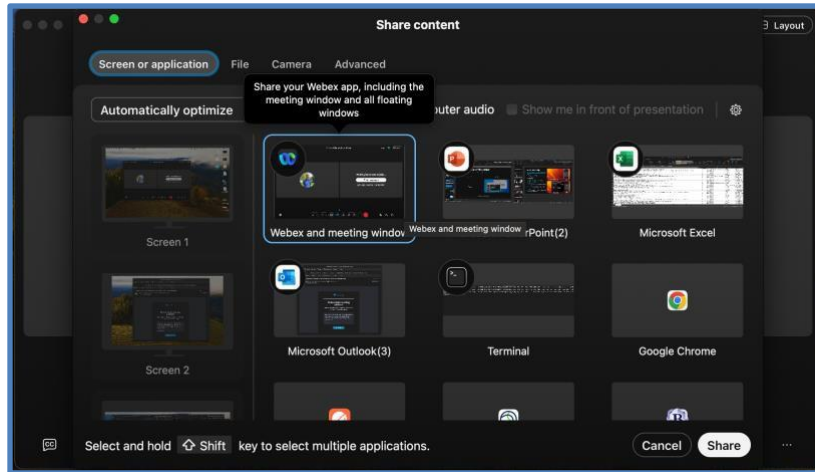 Share content
Layout
Screen or application
File
Camera
Advanced
Share your Webex app, including the
meeting window and all floating
windows
Automatically optimize
uter audio
Show me in front of presentation
Screen 1
Webex and meeting window
Webex and meeting window
rPoint(2)
Microsoft Excel
Screen 2
Microsoft Outlook(3)
Terminal
Google Chrome
Select and hold ⇧ Shift key to select multiple applications.
Cancel
Share